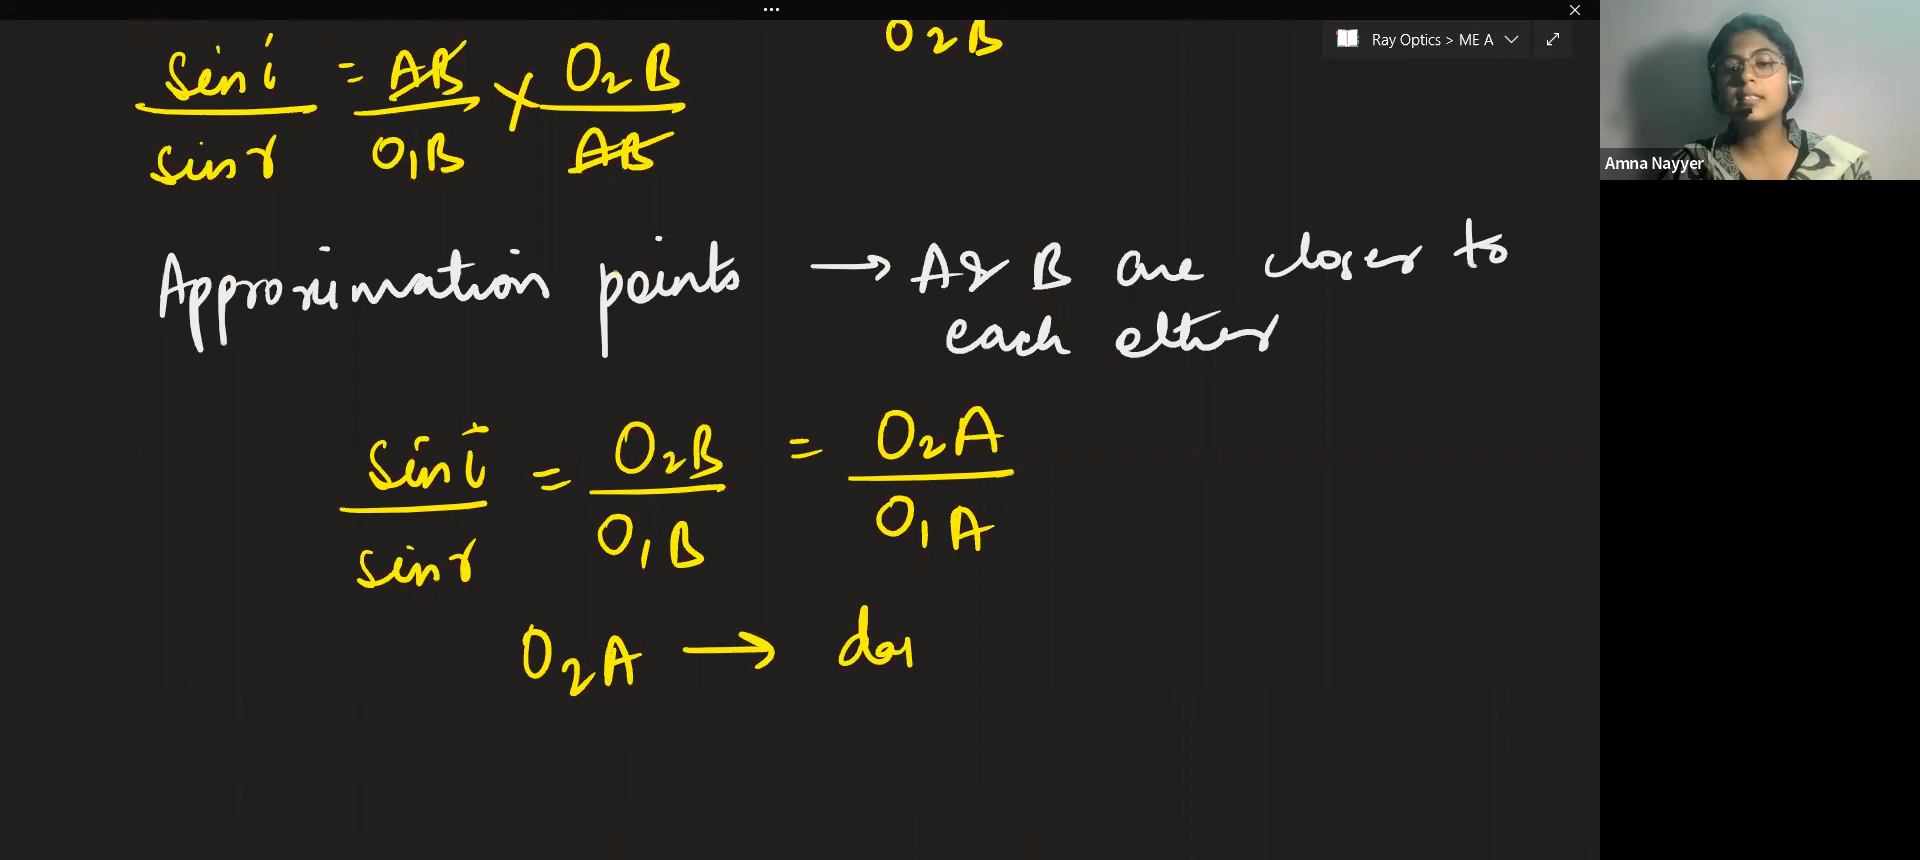 O2B
Ray Optics > ME A
sin i / sin r = AB / O1B × O2B / AB
Amna Nayyer
Approximation points → A & B are closer to
each other
sin i / sin r = O2B / O1B = O2A / O1A
O2A →